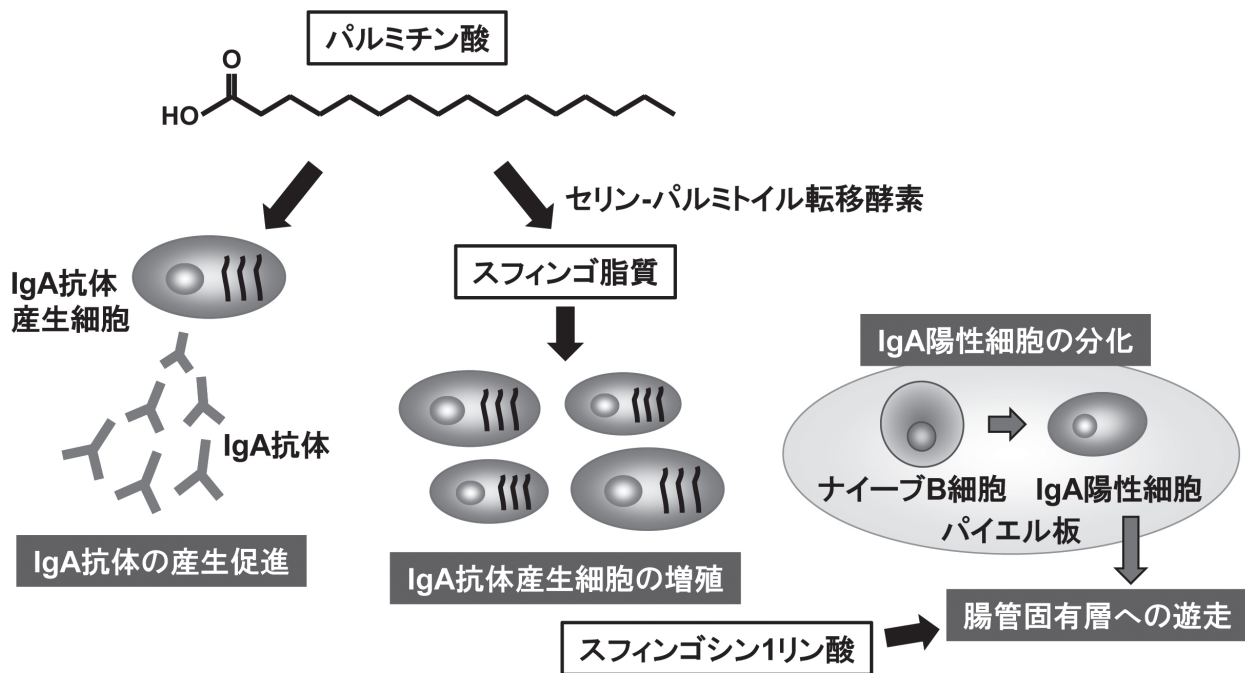 パルミチン酸
O
HO
セリン-パルミトイル転移酵素
スフィンゴ脂質
IgA抗体
産生細胞
IgA抗体
IgA抗体の産生促進
IgA抗体産生細胞の増殖
IgA陽性細胞の分化
ナイーブB細胞 IgA陽性細胞
パイエル板
腸管固有層への遊走
スフィンゴシン1リン酸